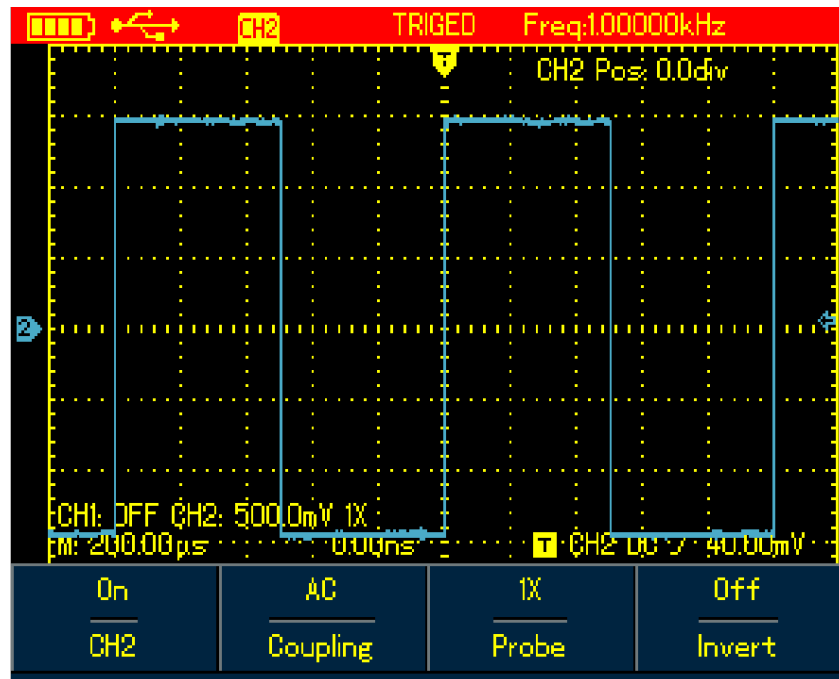 CH2 TRIGED Freq:1.00000kHz
T
CH2 Pos: 0.0div
2
CH1: OFF CH2: 500.0mV 1X
M: 200.00μs 0.00ns T CH2 DC 40.00mV
On AC 1X Off
CH2 Coupling Probe Invert